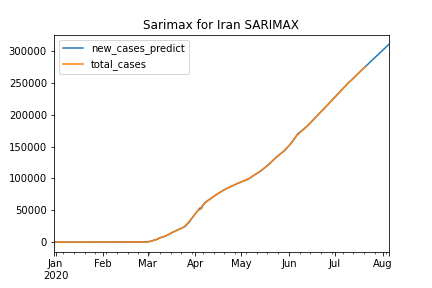 Sarimax for Iran SARIMAX
new_cases_predict
total_cases
300000
250000
200000
150000
100000
50000
0
Jan Feb Mar Apr May Jun Jul Aug
2020